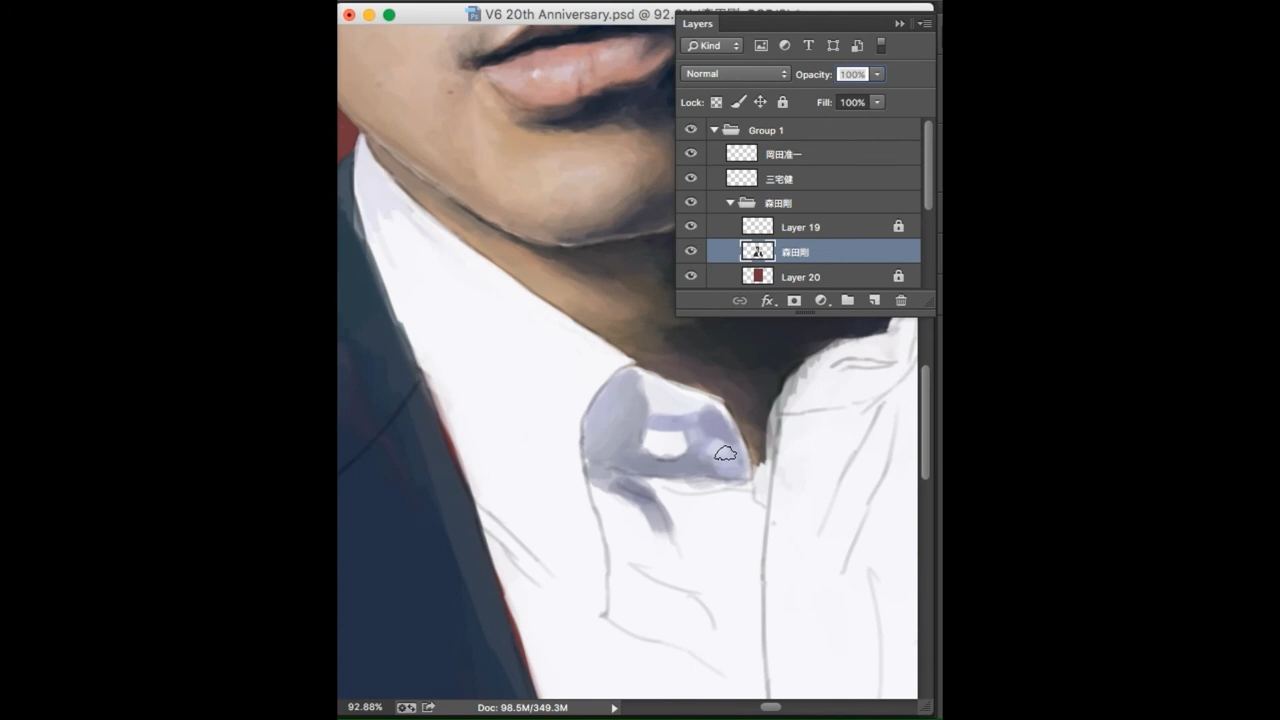 V6 20th Anniversary.psd @ 92.
Layers
Kind
Normal
Opacity: 100%
Lock:
Fill: 100%
Group 1
岡田准一
三宅健
森田剛
Layer 19
森田剛
Layer 20
fx
92.88%
Doc: 98.5M/349.3M